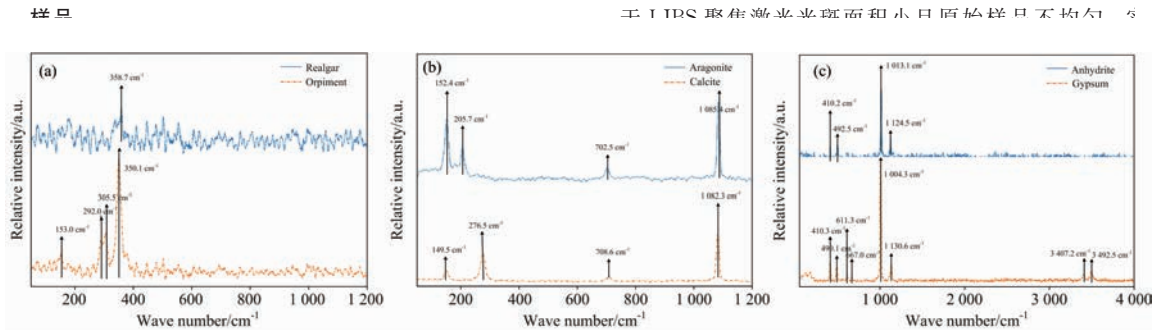 样品
于 LIBS 聚焦激光光斑面积小且原始样品不均匀
(a)
Realgar
Orpiment
358.7 cm⁻¹
350.1 cm⁻¹
305.5
292.0 cm⁻¹
153.0 cm⁻¹
Relative intensity/a.u.
200 400 600 800 1 000 1 200
Wave number/cm⁻¹
(b)
Aragonite
Calcite
152.4 cm⁻¹
205.7 cm⁻¹
702.5 cm⁻¹
1 085.4 cm⁻¹
1 082.3 cm⁻¹
276.5 cm⁻¹
149.5 cm⁻¹
708.6 cm⁻¹
Relative intensity/a.u.
200 400 600 800 1 000 1 200
Wave number/cm⁻¹
(c)
Anhydrite
Gypsum
1 013.1 cm⁻¹
410.2 cm⁻¹
492.5 cm⁻¹
1 124.5 cm⁻¹
1 004.3 cm⁻¹
611.3 cm⁻¹
410.3 cm⁻¹
490.1 cm⁻¹
667.0 cm⁻¹
1 130.6 cm⁻¹
3 407.2 cm⁻¹
3 492.5 cm⁻¹
Relative intensity/a.u.
1 000 2 000 3 000 4 000
Wave number/cm⁻¹